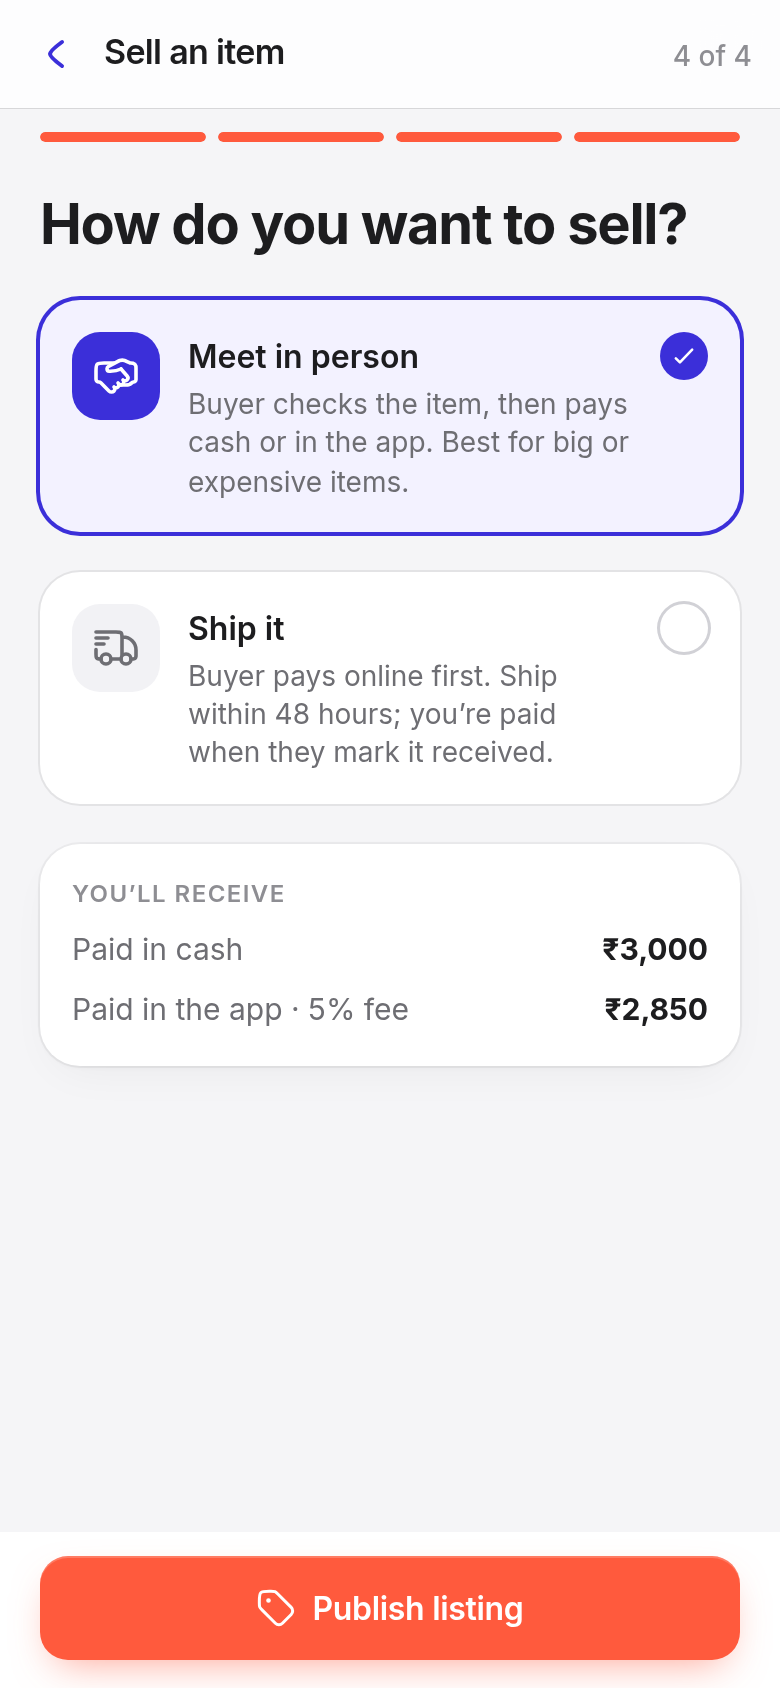 Sell an item
4 of 4
How do you want to sell?
Meet in person
Buyer checks the item, then pays
cash or in the app. Best for big or
expensive items.
Ship it
Buyer pays online first. Ship
within 48 hours; you’re paid
when they mark it received.
YOU’LL RECEIVE
Paid in cash ₹3,000
Paid in the app · 5% fee ₹2,850
Publish listing